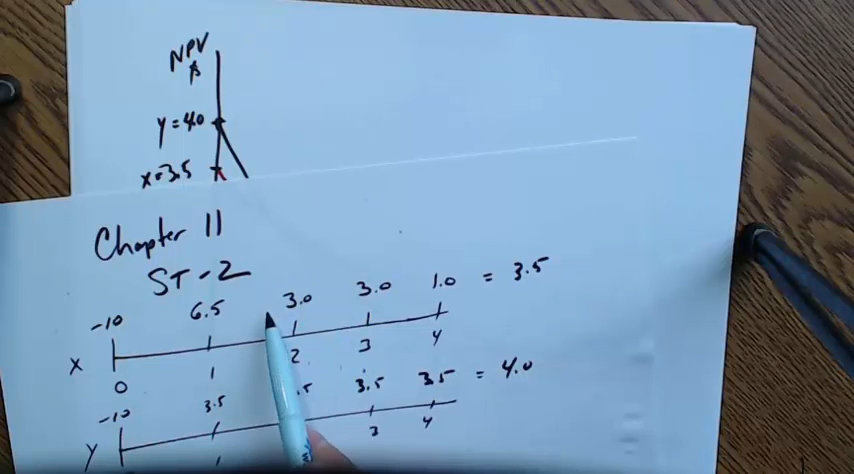 NPV
$
Y=4.0
X=3.5
Chapter 11
ST-2
-10 6.5 3.0 3.0 1.0 = 3.5
X
0 1 2 3 4
-10 3.5 .5 3.5 3.5 = 4.0
Y
3 4